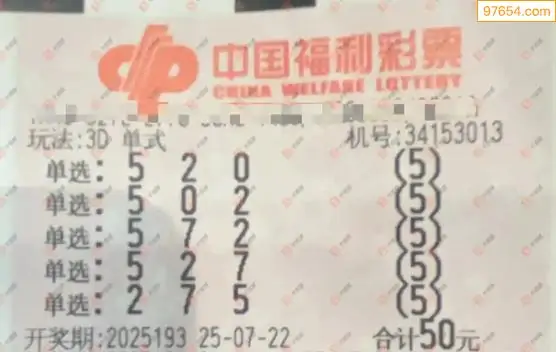 97654.com
中国福利彩票
CHINA WELFARE LOTTERY
玩法:3D 单式 机号:34153013
单选: 5 2 0 (5)
单选: 5 0 2 (5)
单选: 5 7 2 (5)
单选: 5 2 7 (5)
单选: 2 7 5 (5)
开奖期:2025193 25-07-22 合计50元